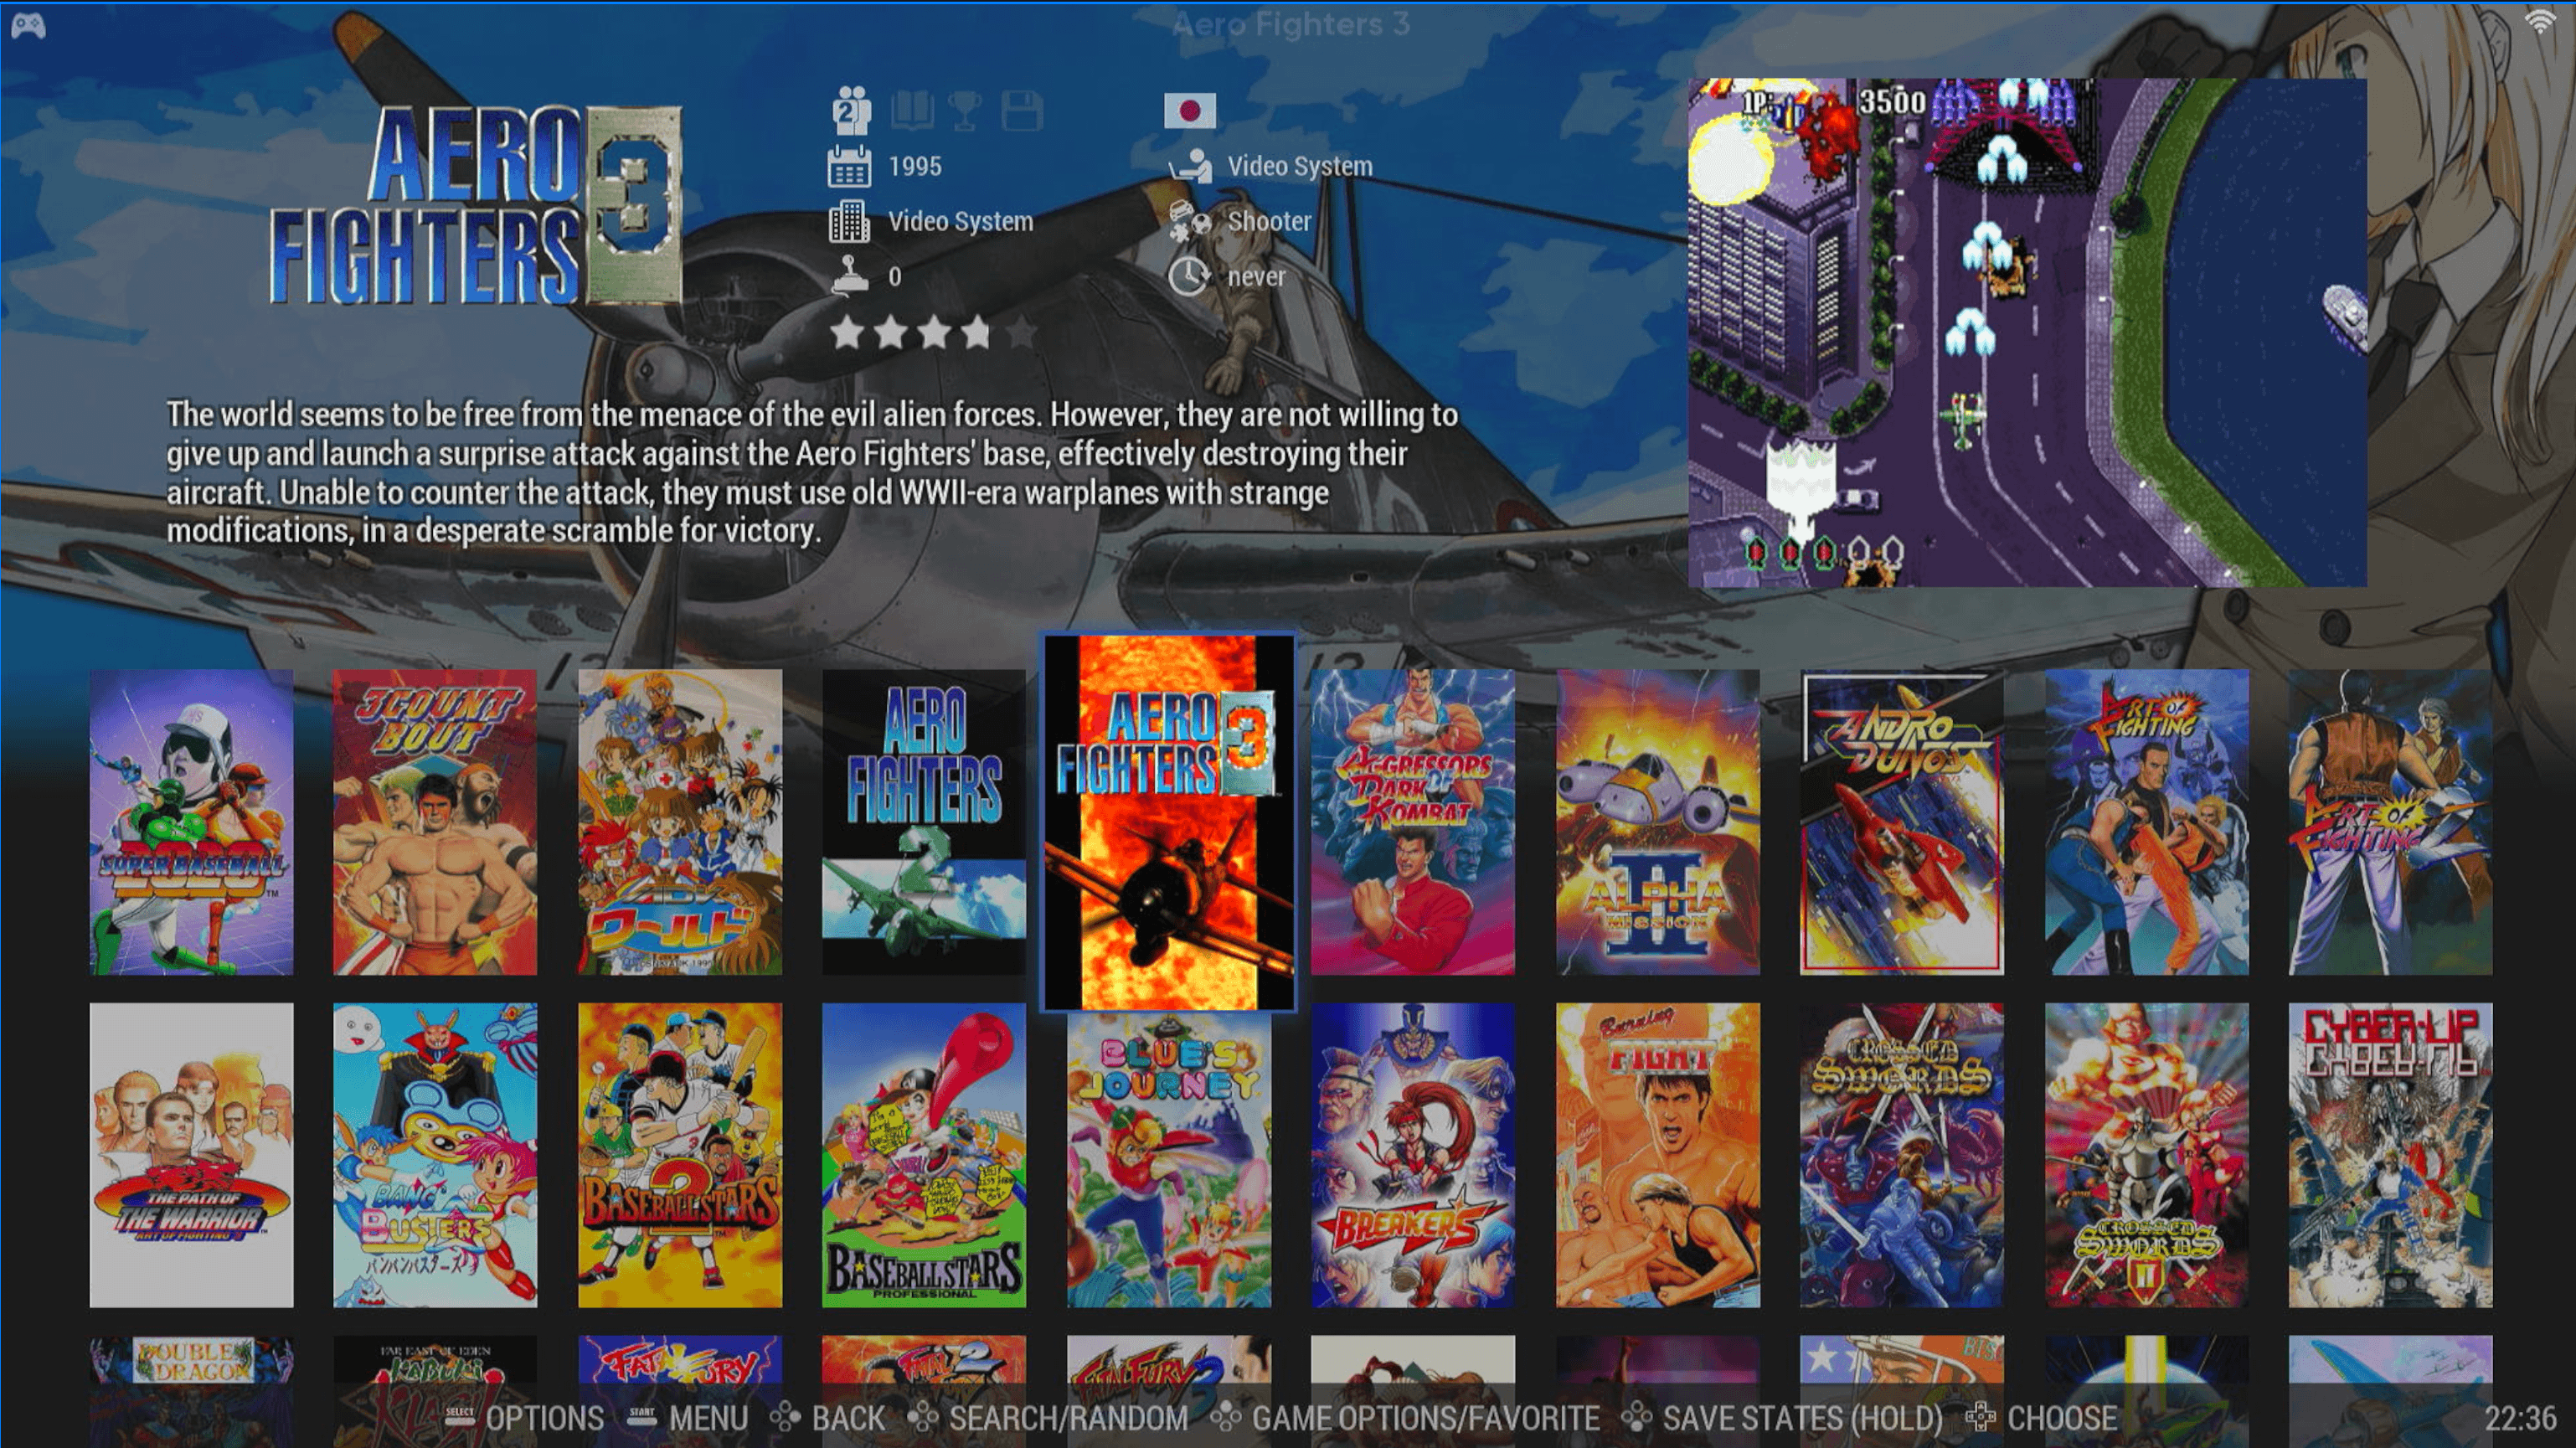 Aero Fighters 3
AERO
FIGHTERS
3
2
1995
Video System
Video System
Shooter
0
never
1P:
3500
The world seems to be free from the menace of the evil alien forces. However, they are not willing to
give up and launch a surprise attack against the Aero Fighters' base, effectively destroying their
aircraft. Unable to counter the attack, they must use old WWII-era warplanes with strange
modifications, in a desperate scramble for victory.
2020
SUPER BASEBALL
TM
3 COUNT
BOUT
ワールド
AERO
FIGHTERS
2
AERO
FIGHTERS
3
AGGRESSORS
OF
DARK
KOMBAT
ALPHA
MISSION
II
ANDRO
DUNOS
ART OF
FIGHTING
ART OF
FIGHTING 2
THE PATH OF
THE WARRIOR
ART OF FIGHTING 3
BANG²
BUSTERS
バンバンバスターズ
2
BASEBALL STARS
BASEBALL STARS
PROFESSIONAL
BLUE'S
JOURNEY
BREAKERS
Burning
FIGHT
CROSSED
SWORDS
CROSSED
SWORDS
II
CYBER-LIP
DOUBLE
DRAGON
FAR EAST OF EDEN
KABUKI
KLASH
FATAL FURY
FATAL 2
FATAL FURY 3
SELECT OPTIONS START MENU BACK SEARCH/RANDOM GAME OPTIONS/FAVORITE SAVE STATES (HOLD) CHOOSE
22:36